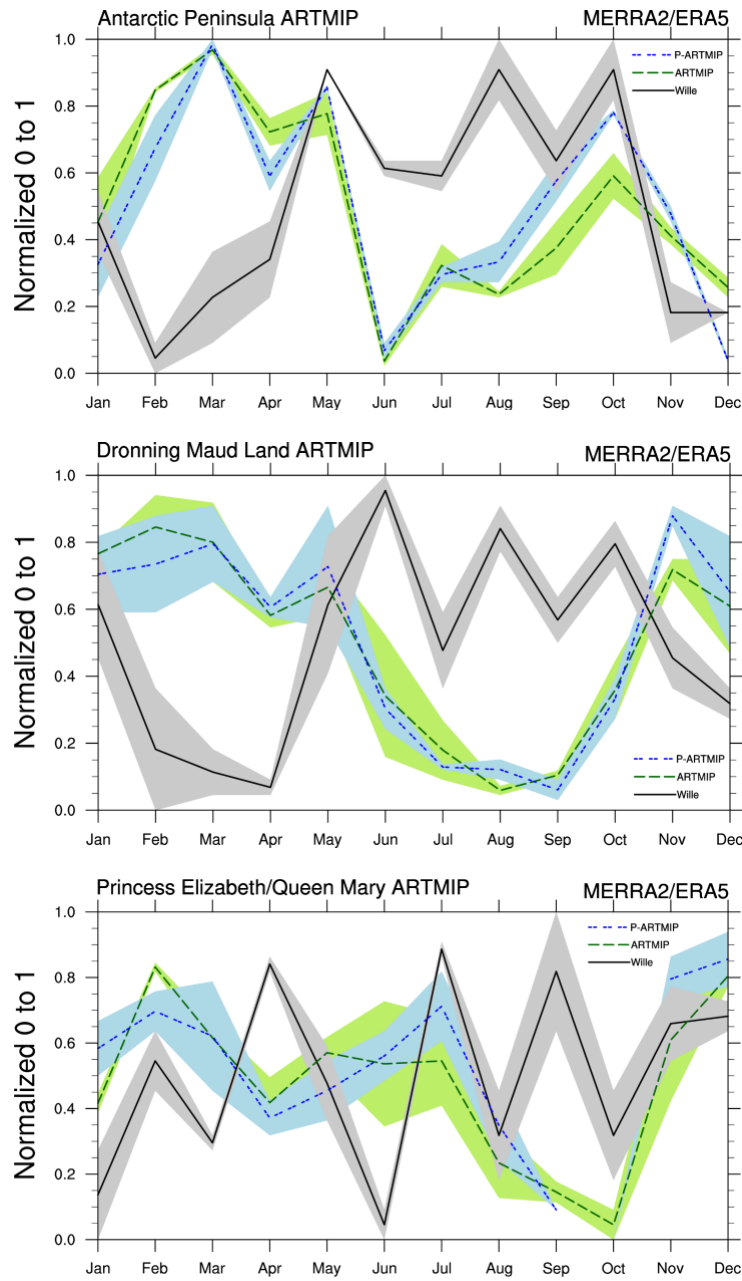 Antarctic Peninsula ARTMIP MERRA2/ERA5
1.0
P-ARTMIP
ARTMIP
Wille
0.8
0.6
Normalized 0 to 1
0.4
0.2
0.0
Jan Feb Mar Apr May Jun Jul Aug Sep Oct Nov Dec
Dronning Maud Land ARTMIP MERRA2/ERA5
1.0
0.8
0.6
Normalized 0 to 1
0.4
0.2
P-ARTMIP
ARTMIP
Wille
0.0
Jan Feb Mar Apr May Jun Jul Aug Sep Oct Nov Dec
Princess Elizabeth/Queen Mary ARTMIP MERRA2/ERA5
1.0
P-ARTMIP
ARTMIP
Wille
0.8
0.6
Normalized 0 to 1
0.4
0.2
0.0
Jan Feb Mar Apr May Jun Jul Aug Sep Oct Nov Dec